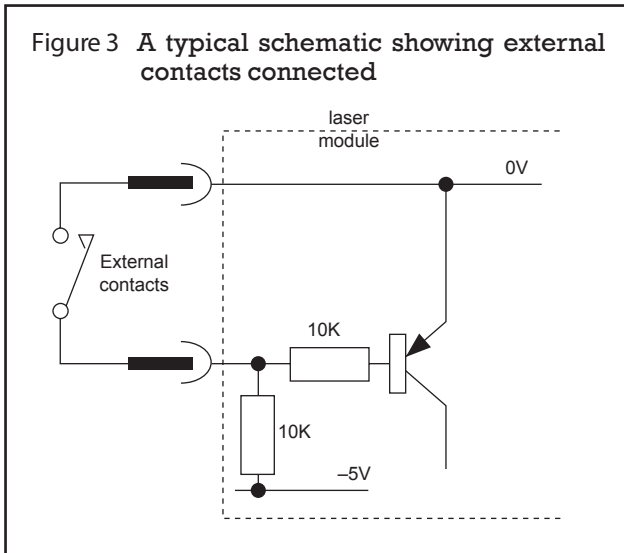 Figure 3 A typical schematic showing external
contacts connected
laser
module
0V
External
contacts
10K
10K
–5V